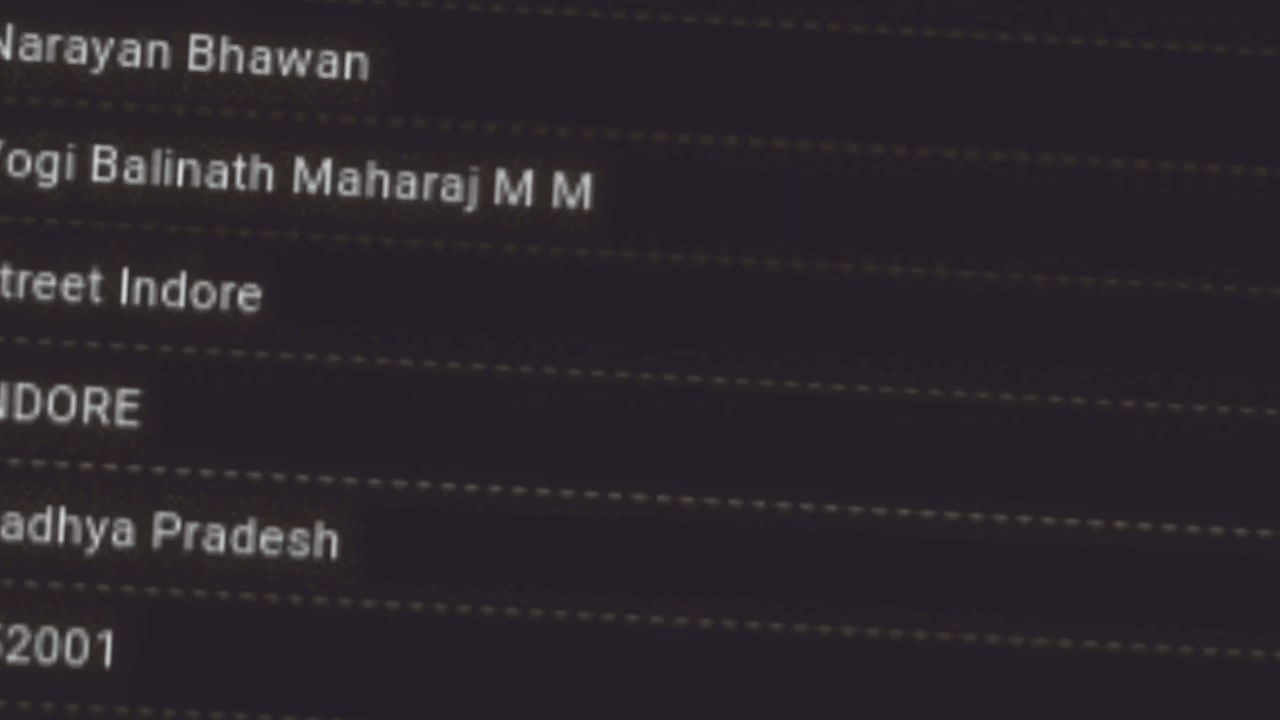 Narayan Bhawan
Yogi Balinath Maharaj M M
treet Indore
NDORE
adhya Pradesh
52001